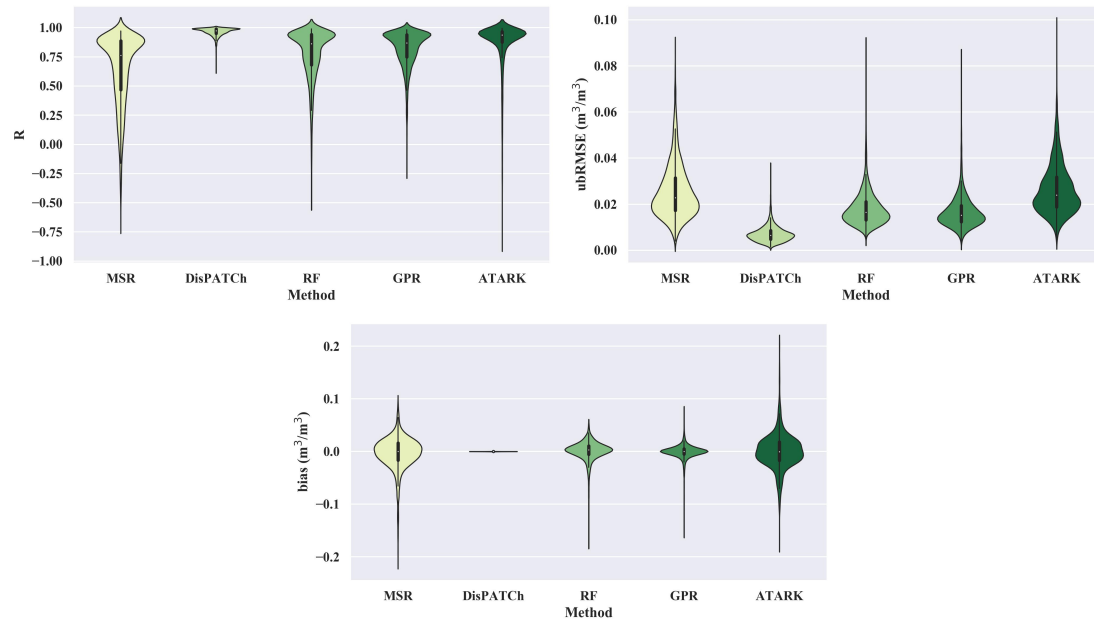 R
1.00
0.75
0.50
0.25
0.00
−0.25
−0.50
−0.75
−1.00
MSR DisPATCh RF GPR ATARK
Method
ubRMSE (m³/m³)
0.10
0.08
0.06
0.04
0.02
0.00
MSR DisPATCh RF GPR ATARK
Method
bias (m³/m³)
0.2
0.1
0.0
−0.1
−0.2
MSR DisPATCh RF GPR ATARK
Method